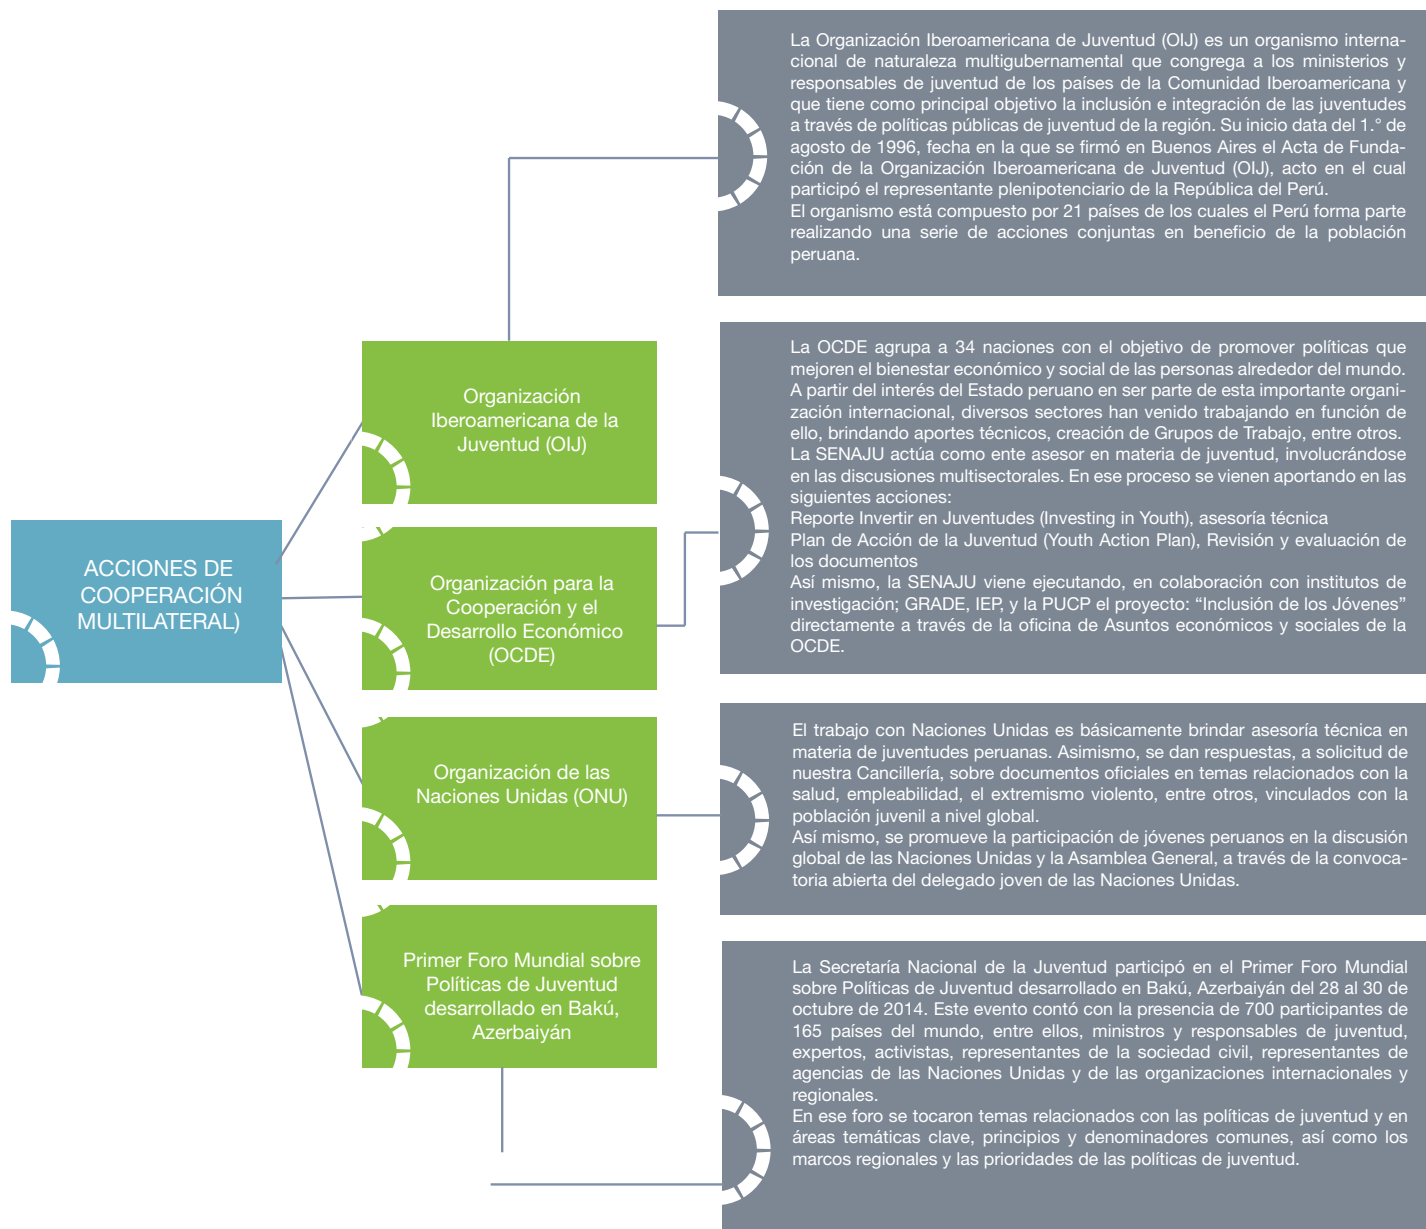 La Organización Iberoamericana de Juventud (OIJ) es un organismo interna-
cional de naturaleza multigubernamental que congrega a los ministerios y
responsables de juventud de los países de la Comunidad Iberoamericana y
que tiene como principal objetivo la inclusión e integración de las juventudes
a través de políticas públicas de juventud de la región. Su inicio data del 1.° de
agosto de 1996, fecha en la que se firmó en Buenos Aires el Acta de Funda-
ción de la Organización Iberoamericana de Juventud (OIJ), acto en el cual
participó el representante plenipotenciario de la República del Perú.
El organismo está compuesto por 21 países de los cuales el Perú forma parte
realizando una serie de acciones conjuntas en beneficio de la población
peruana.
Organización
Iberoamericana de la
Juventud (OIJ)
La OCDE agrupa a 34 naciones con el objetivo de promover políticas que
mejoren el bienestar económico y social de las personas alrededor del mundo.
A partir del interés del Estado peruano en ser parte de esta importante organi-
zación internacional, diversos sectores han venido trabajando en función de
ello, brindando aportes técnicos, creación de Grupos de Trabajo, entre otros.
La SENAJU actúa como ente asesor en materia de juventud, involucrándose
en las discusiones multisectorales. En ese proceso se vienen aportando en las
siguientes acciones:
Reporte Invertir en Juventudes (Investing in Youth), asesoría técnica
Plan de Acción de la Juventud (Youth Action Plan), Revisión y evaluación de
los documentos
Así mismo, la SENAJU viene ejecutando, en colaboración con institutos de
investigación; GRADE, IEP, y la PUCP el proyecto: “Inclusión de los Jóvenes”
directamente a través de la oficina de Asuntos económicos y sociales de la
OCDE.
ACCIONES DE
COOPERACIÓN
MULTILATERAL)
Organización para la
Cooperación y el
Desarrollo Económico
(OCDE)
Organización de las
Naciones Unidas (ONU)
El trabajo con Naciones Unidas es básicamente brindar asesoría técnica en
materia de juventudes peruanas. Asimismo, se dan respuestas, a solicitud de
nuestra Cancillería, sobre documentos oficiales en temas relacionados con la
salud, empleabilidad, el extremismo violento, entre otros, vinculados con la
población juvenil a nivel global.
Así mismo, se promueve la participación de jóvenes peruanos en la discusión
global de las Naciones Unidas y la Asamblea General, a través de la convoca-
toria abierta del delegado joven de las Naciones Unidas.
Primer Foro Mundial sobre
Políticas de Juventud
desarrollado en Bakú,
Azerbaiyán
La Secretaría Nacional de la Juventud participó en el Primer Foro Mundial
sobre Políticas de Juventud desarrollado en Bakú, Azerbaiyán del 28 al 30 de
octubre de 2014. Este evento contó con la presencia de 700 participantes de
165 países del mundo, entre ellos, ministros y responsables de juventud,
expertos, activistas, representantes de la sociedad civil, representantes de
agencias de las Naciones Unidas y de las organizaciones internacionales y
regionales.
En ese foro se tocaron temas relacionados con las políticas de juventud y en
áreas temáticas clave, principios y denominadores comunes, así como los
marcos regionales y las prioridades de las políticas de juventud.